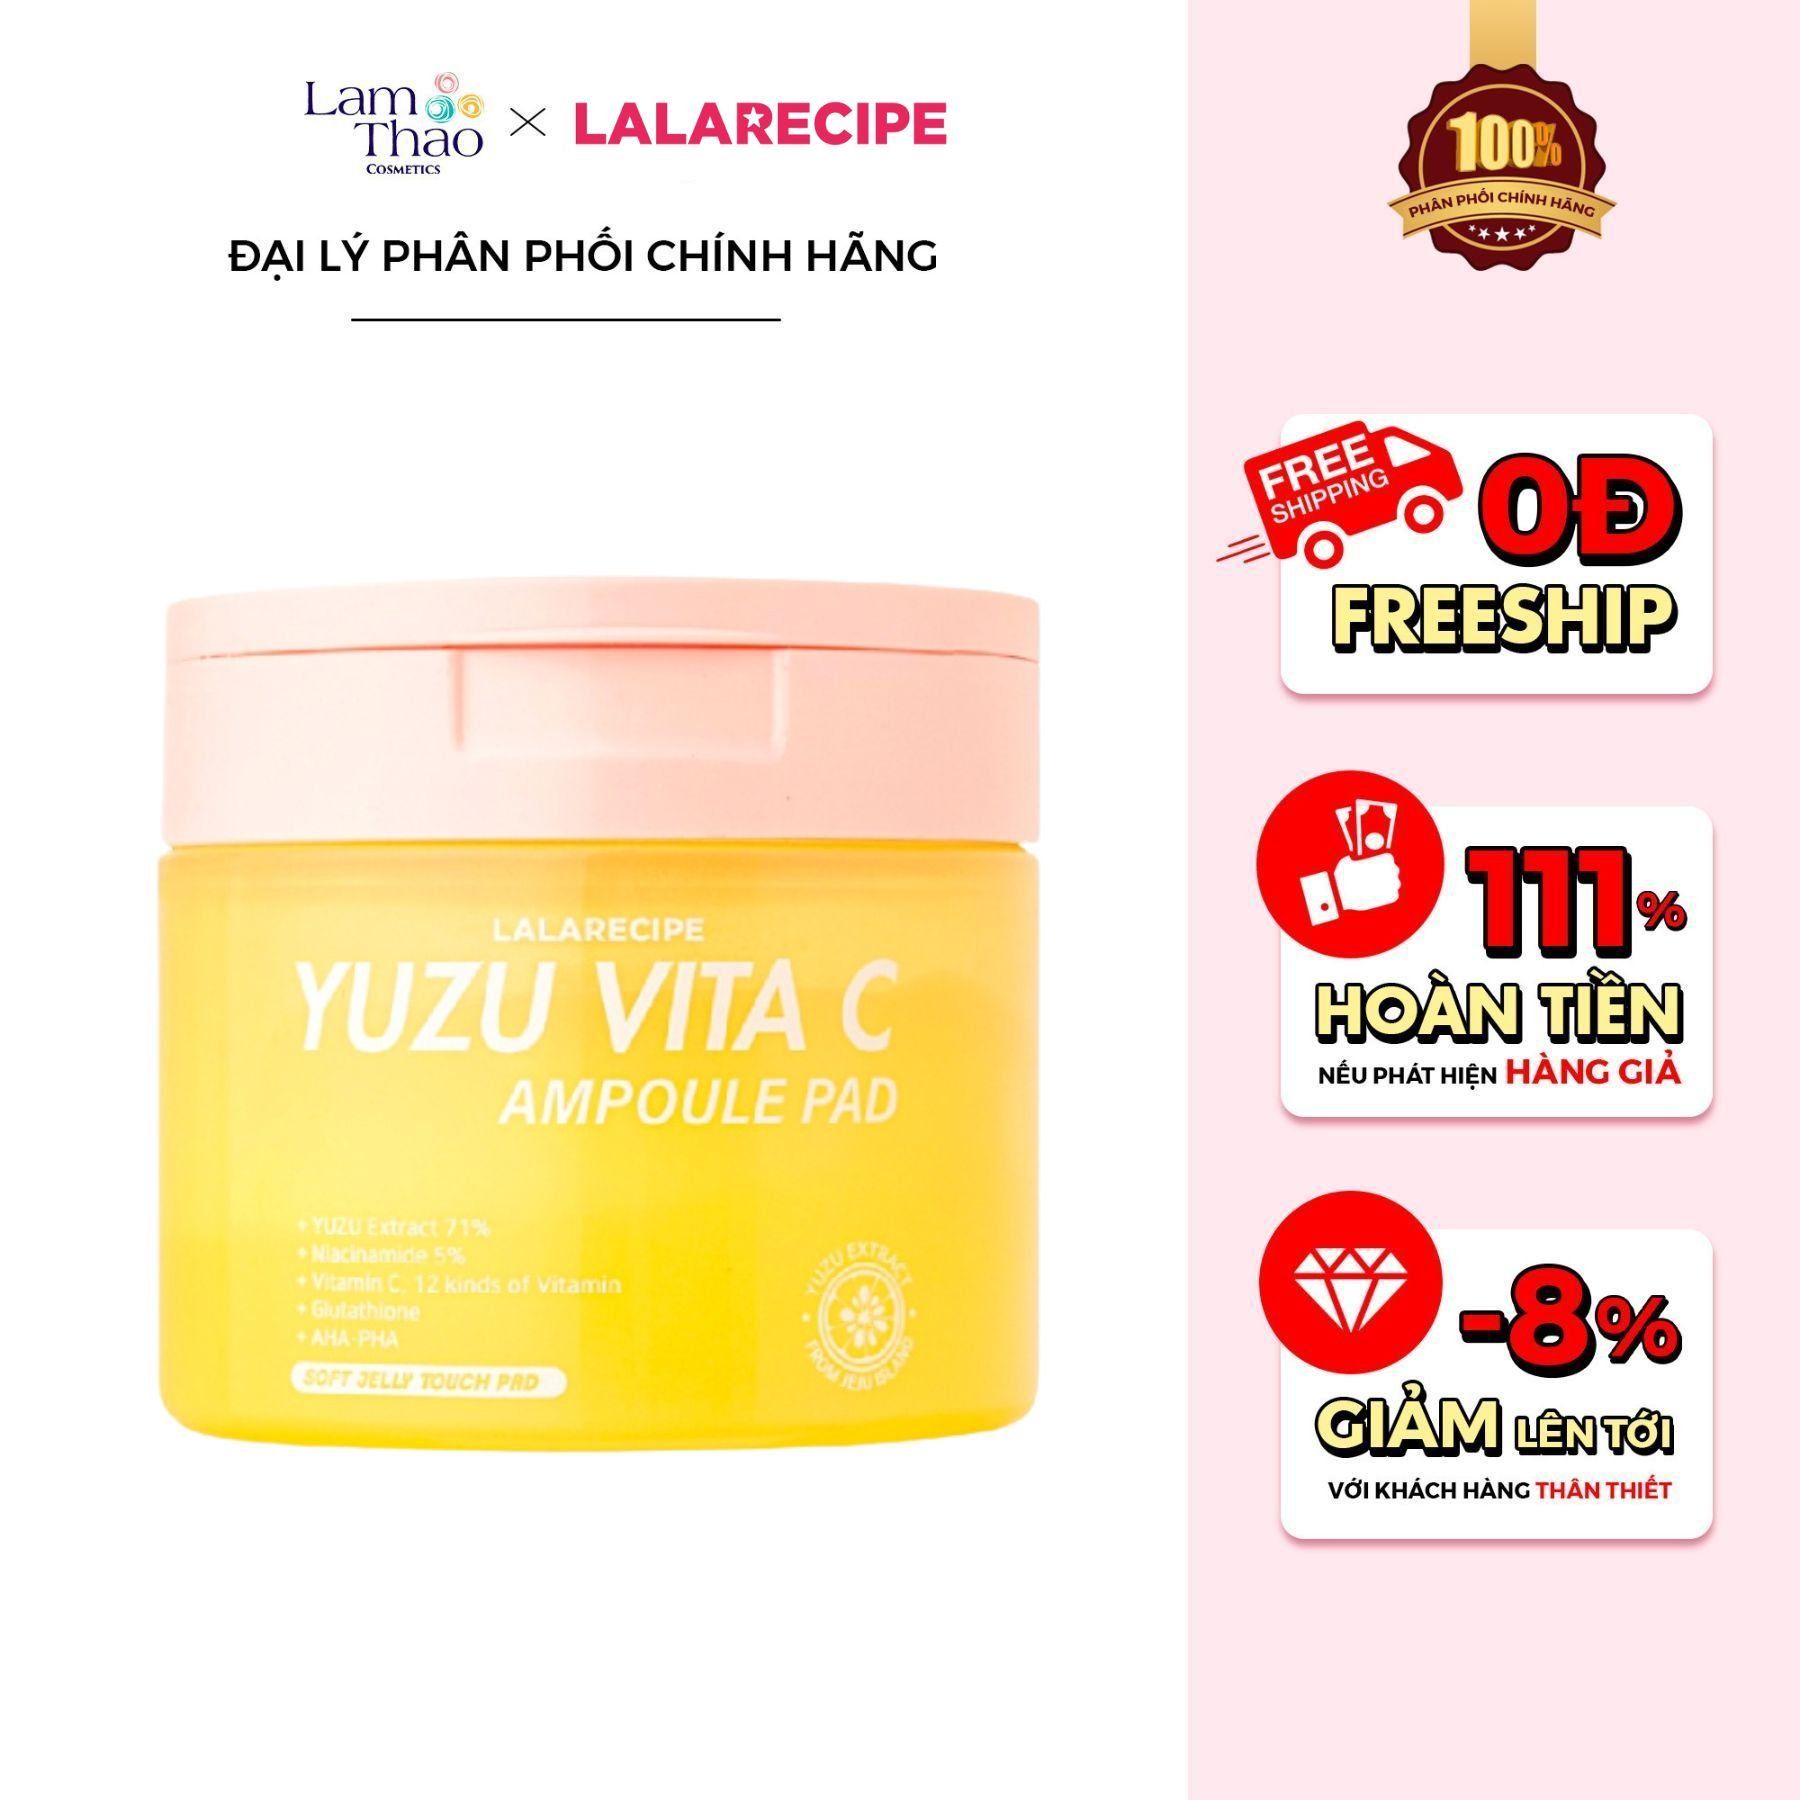 Lam
Thao
COSMETICS
LALARECIPE
ĐẠI LÝ PHÂN PHỐI CHÍNH HÃNG
100%
PHÂN PHỐI CHÍNH HÃNG
FREE
SHIPPING
0Đ
FREESHIP
111%
HOÀN TIỀN
NẾU PHÁT HIỆN HÀNG GIẢ
-8%
GIẢM LÊN TỚI
VỚI KHÁCH HÀNG THÂN THIẾT
LALARECIPE
YUZU VITA C
AMPOULE PAD
+ YUZU Extract 71%
+ Niacinamide 5%
+ Vitamin C, 12 kinds of Vitamin
+ Glutathione
+ AHA-PHA
SOFT JELLY TOUCH PAD
YUZU EXTRACT
FROM JEJU ISLAND